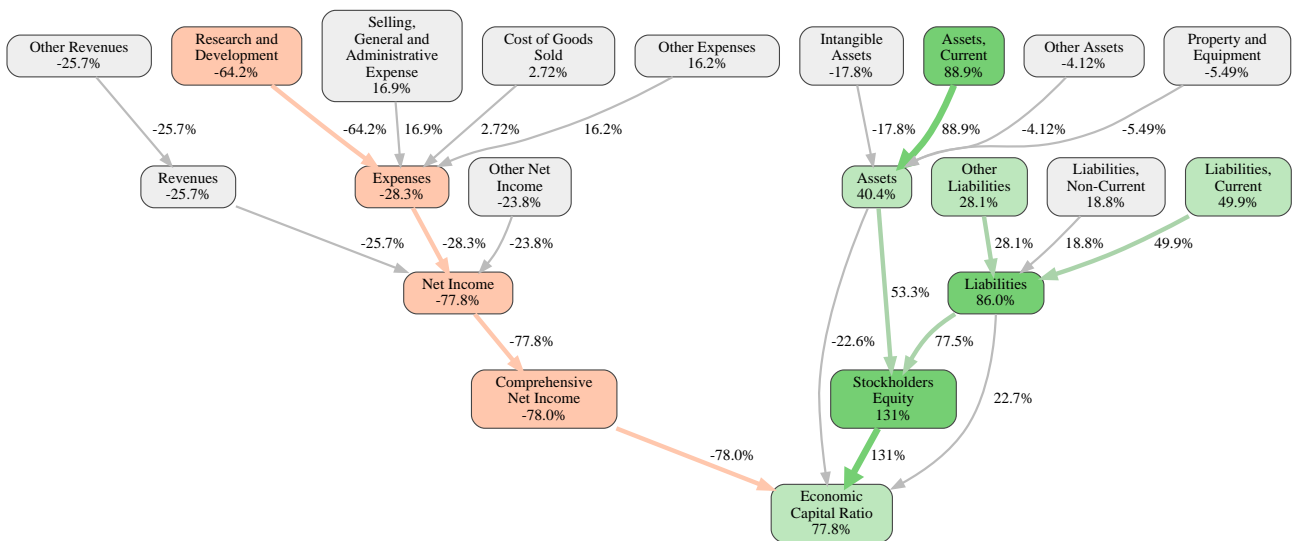 Other Revenues
-25.7%
Research and
Development
-64.2%
Selling,
General and
Administrative
Expense
16.9%
Cost of Goods
Sold
2.72%
Other Expenses
16.2%
Intangible
Assets
-17.8%
Assets,
Current
88.9%
Other Assets
-4.12%
Property and
Equipment
-5.49%
-25.7%
-64.2%
16.9%
2.72%
16.2%
-17.8%
88.9%
-4.12%
-5.49%
Revenues
-25.7%
Expenses
-28.3%
Other Net
Income
-23.8%
Assets
40.4%
Other
Liabilities
28.1%
Liabilities,
Non-Current
18.8%
Liabilities,
Current
49.9%
-25.7%
-28.3%
-23.8%
28.1%
18.8%
49.9%
Net Income
-77.8%
53.3%
Liabilities
86.0%
-77.8%
-22.6%
77.5%
Comprehensive
Net Income
-78.0%
Stockholders
Equity
131%
22.7%
-78.0%
131%
Economic
Capital Ratio
77.8%